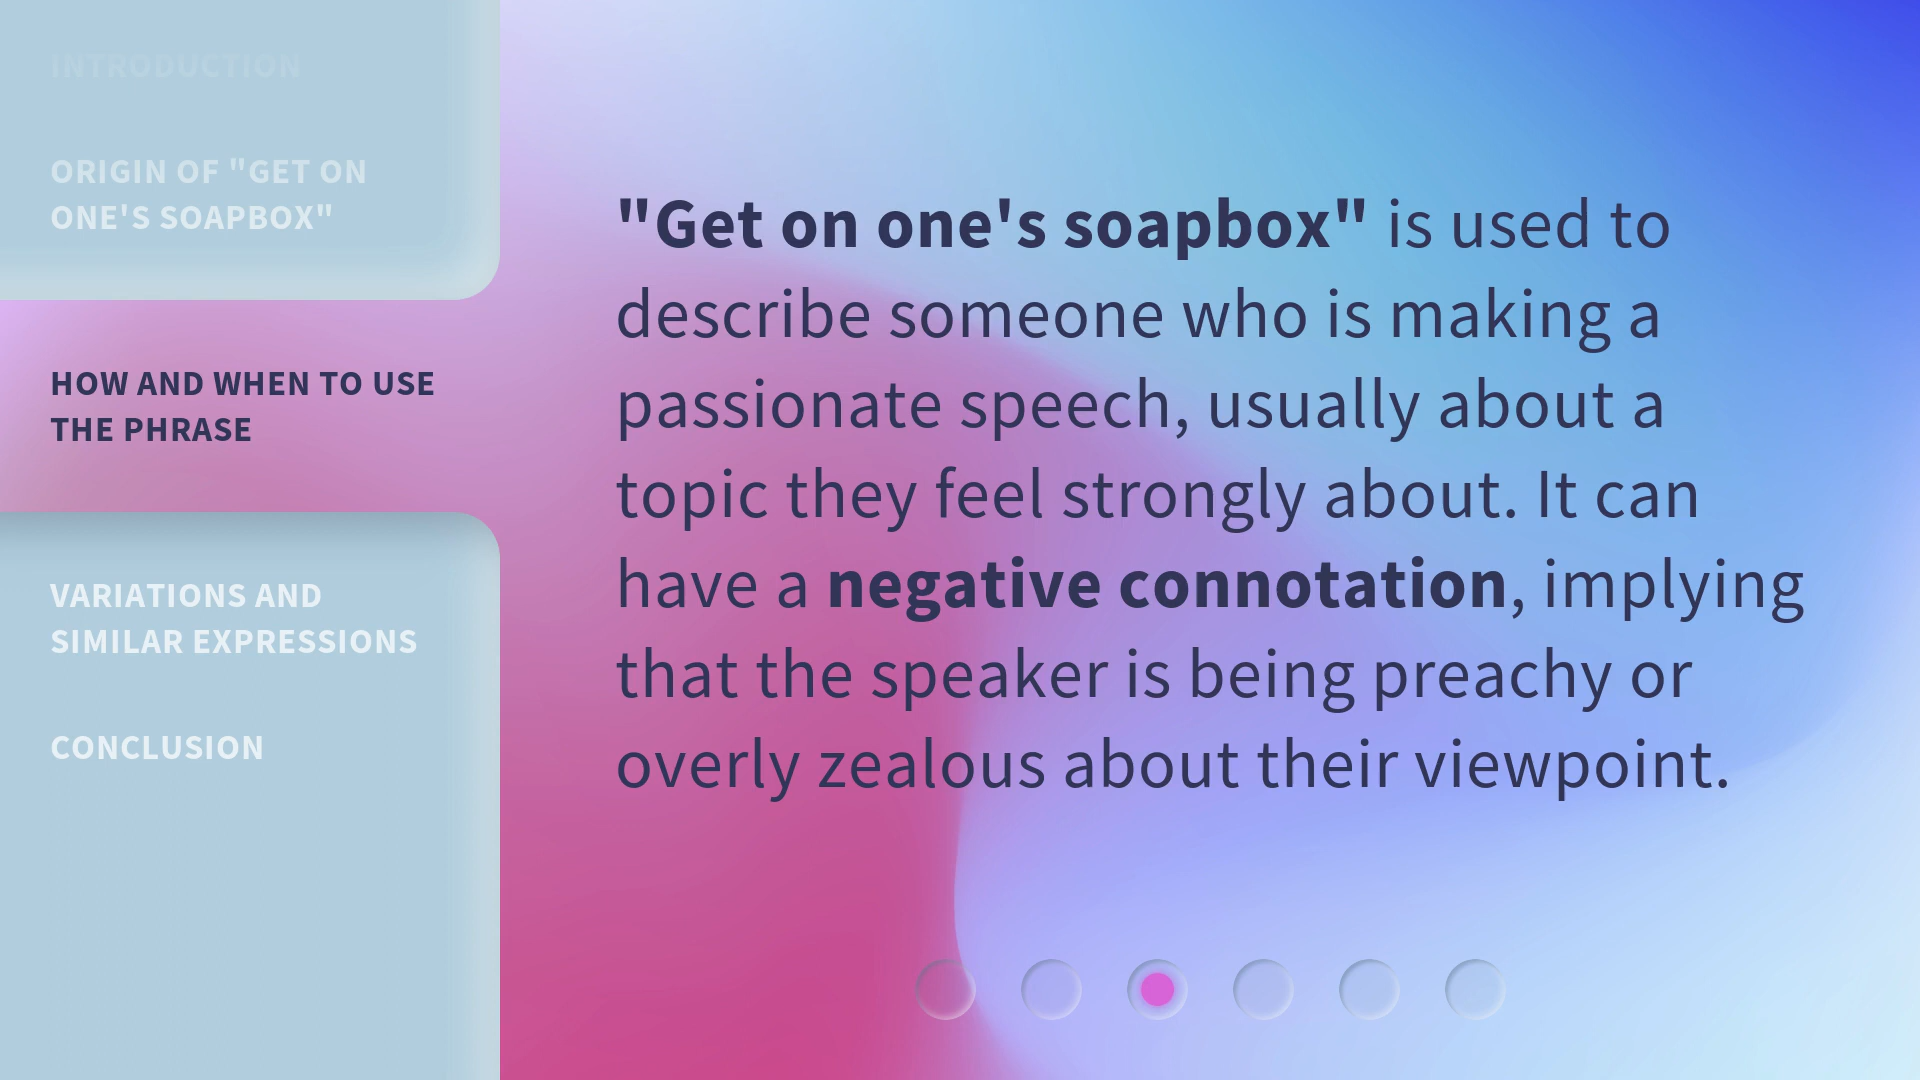 INTRODUCTION
ORIGIN OF "GET ON
ONE'S SOAPBOX"
HOW AND WHEN TO USE
THE PHRASE
VARIATIONS AND
SIMILAR EXPRESSIONS
CONCLUSION
"Get on one's soapbox" is used to
describe someone who is making a
passionate speech, usually about a
topic they feel strongly about. It can
have a negative connotation, implying
that the speaker is being preachy or
overly zealous about their viewpoint.